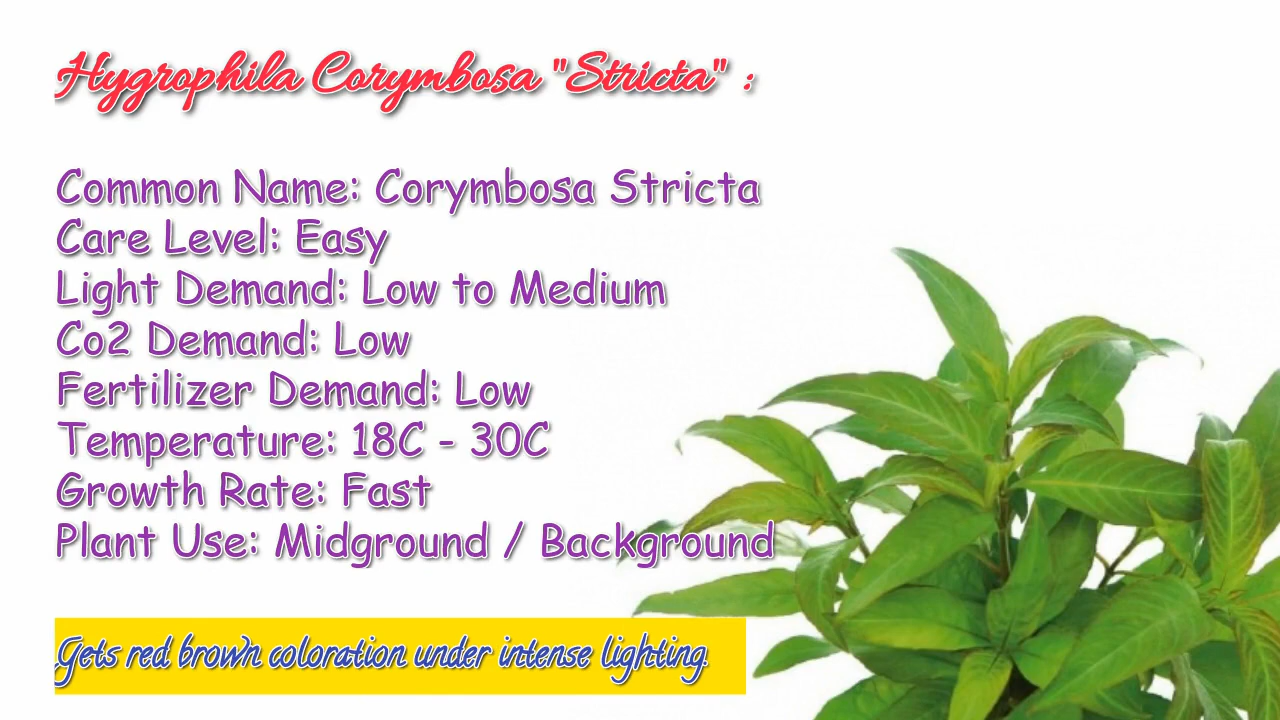 Hygrophila Corymbosa "Stricta" :
Common Name: Corymbosa Stricta
Care Level: Easy
Light Demand: Low to Medium
Co2 Demand: Low
Fertilizer Demand: Low
Temperature: 18C - 30C
Growth Rate: Fast
Plant Use: Midground / Background
Gets red brown coloration under intense lighting.